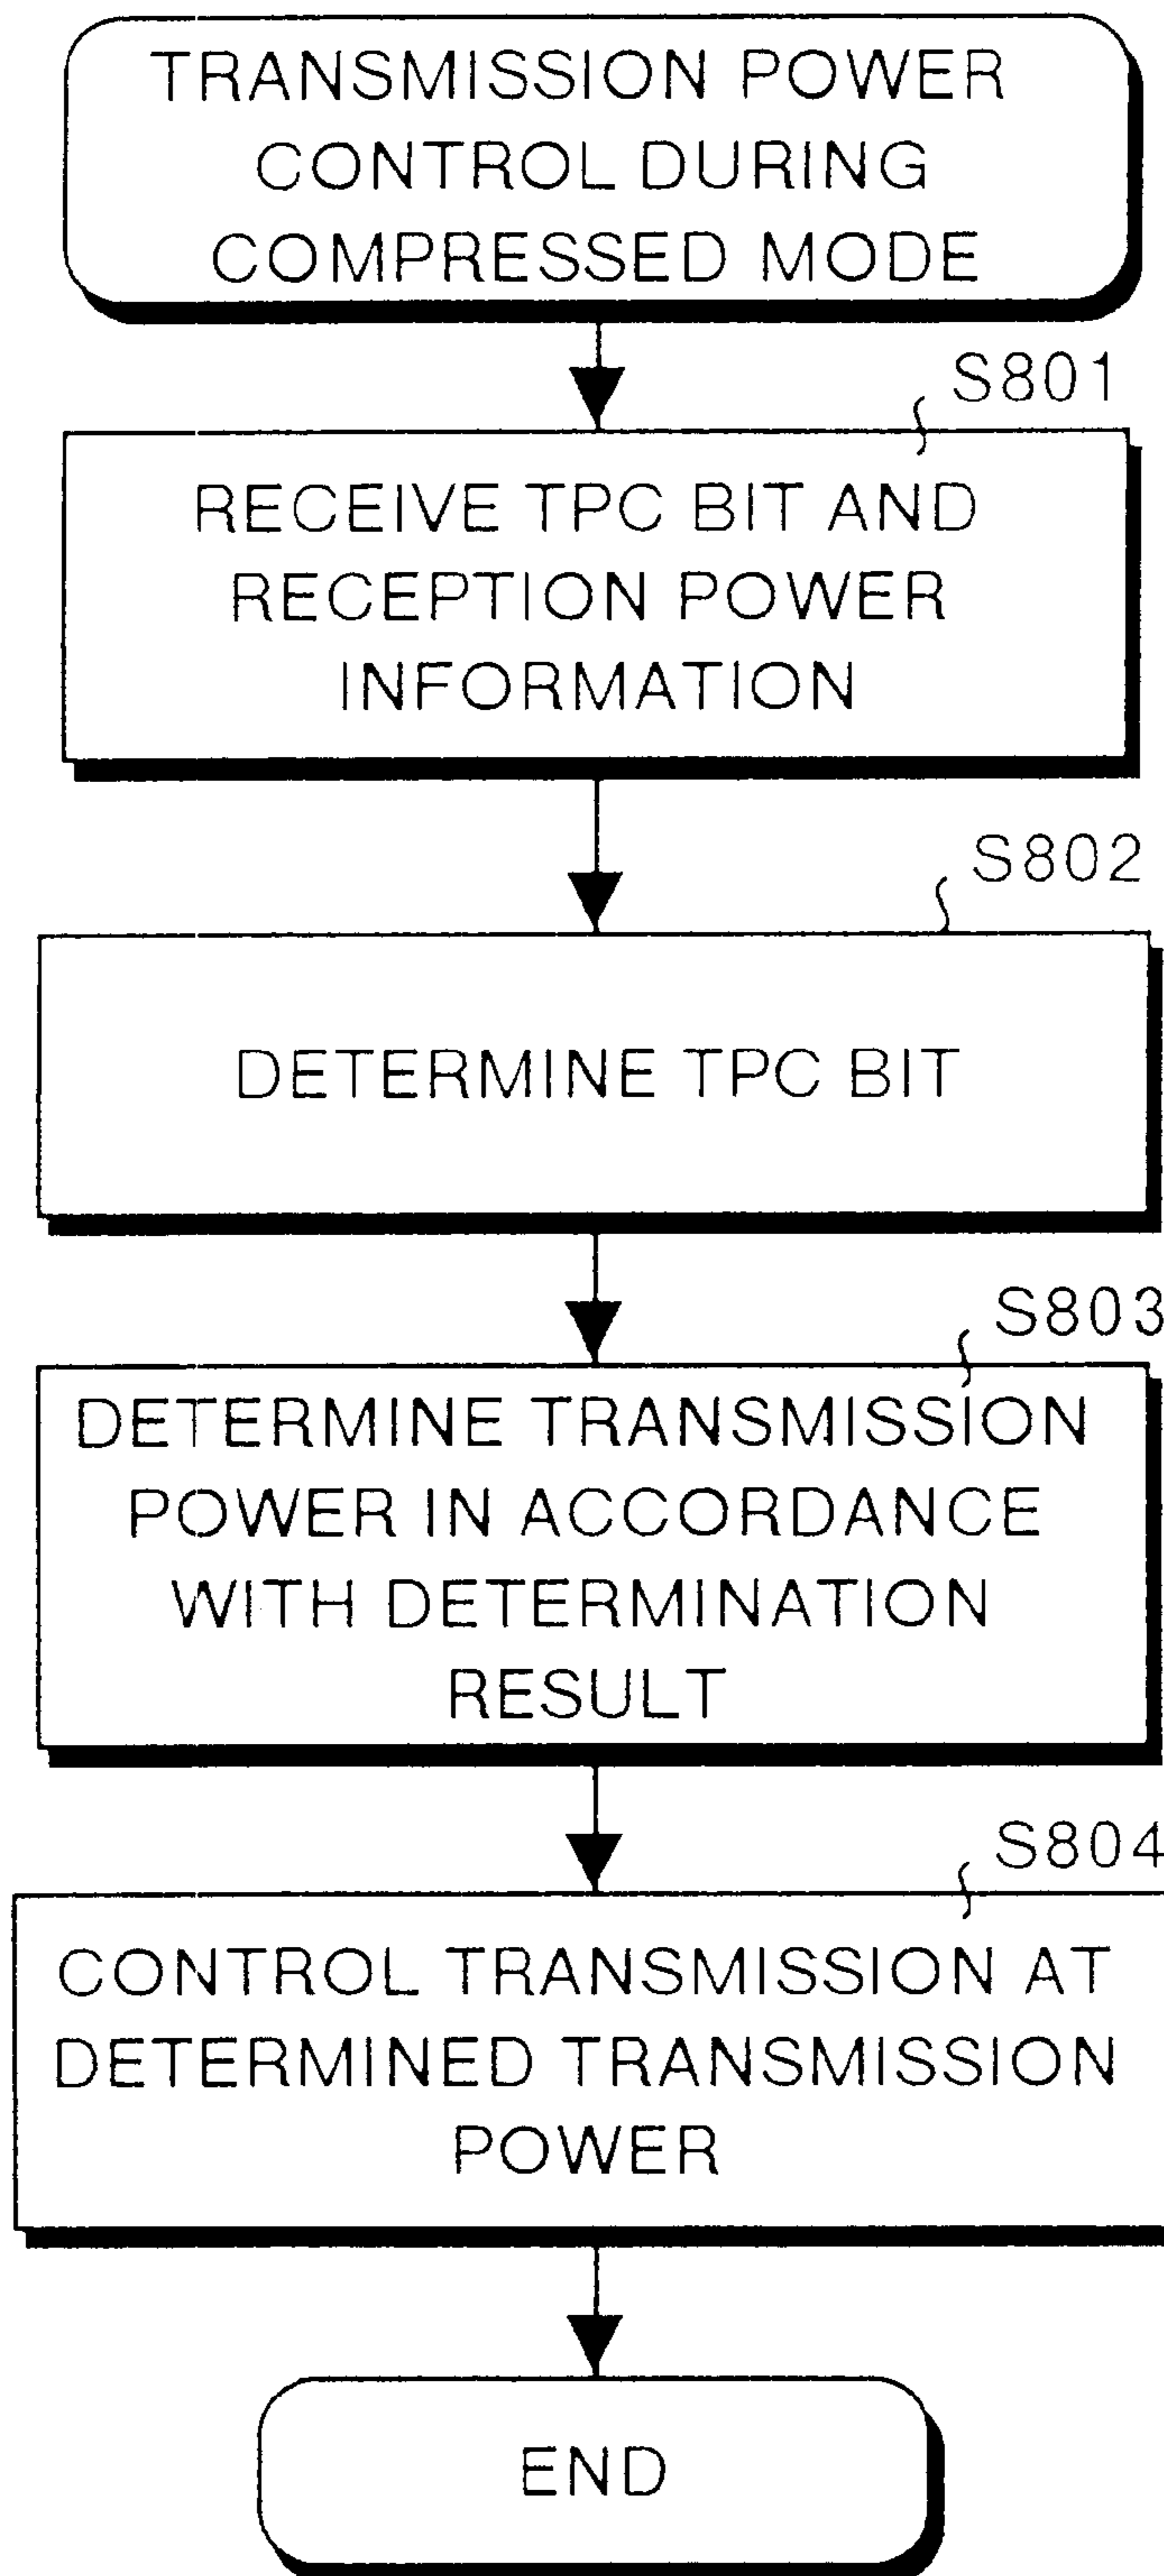 TRANSMISSION POWER
CONTROL DURING
COMPRESSED MODE
S801
RECEIVE TPC BIT AND
RECEPTION POWER
INFORMATION
S802
DETERMINE TPC BIT
S803
DETERMINE TRANSMISSION
POWER IN ACCORDANCE
WITH DETERMINATION
RESULT
S804
CONTROL TRANSMISSION AT
DETERMINED TRANSMISSION
POWER
END